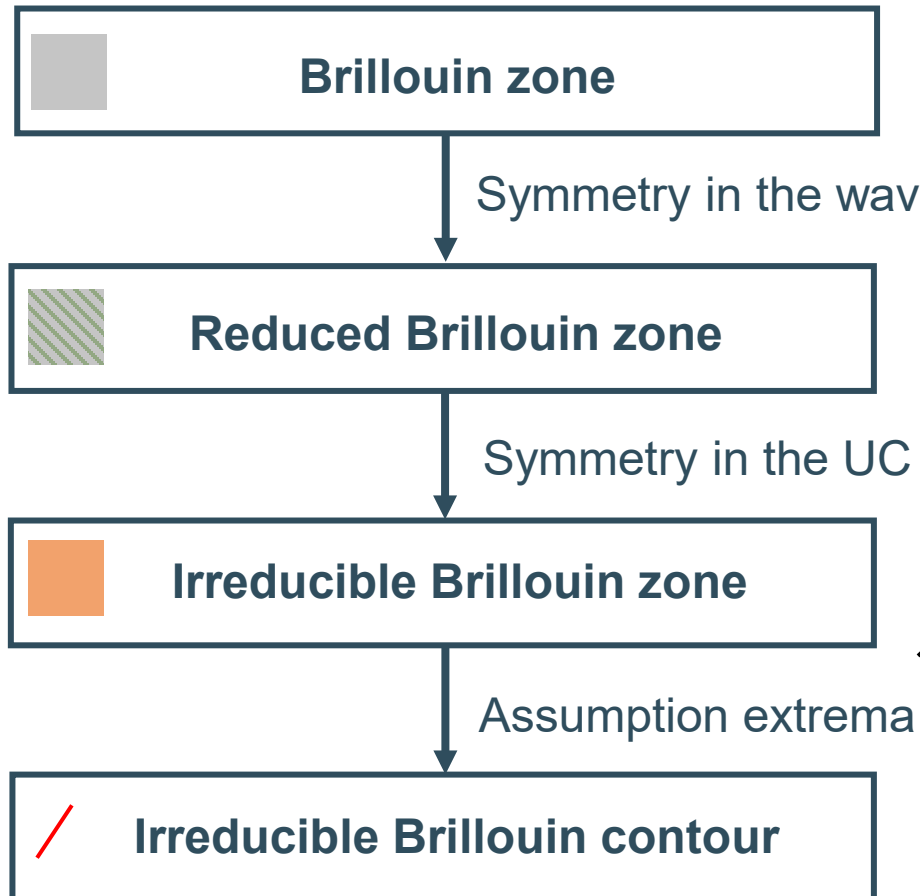 Brillouin zone
Symmetry in the wav
Reduced Brillouin zone
Symmetry in the UC
Irreducible Brillouin zone
Assumption extrema
Irreducible Brillouin contour